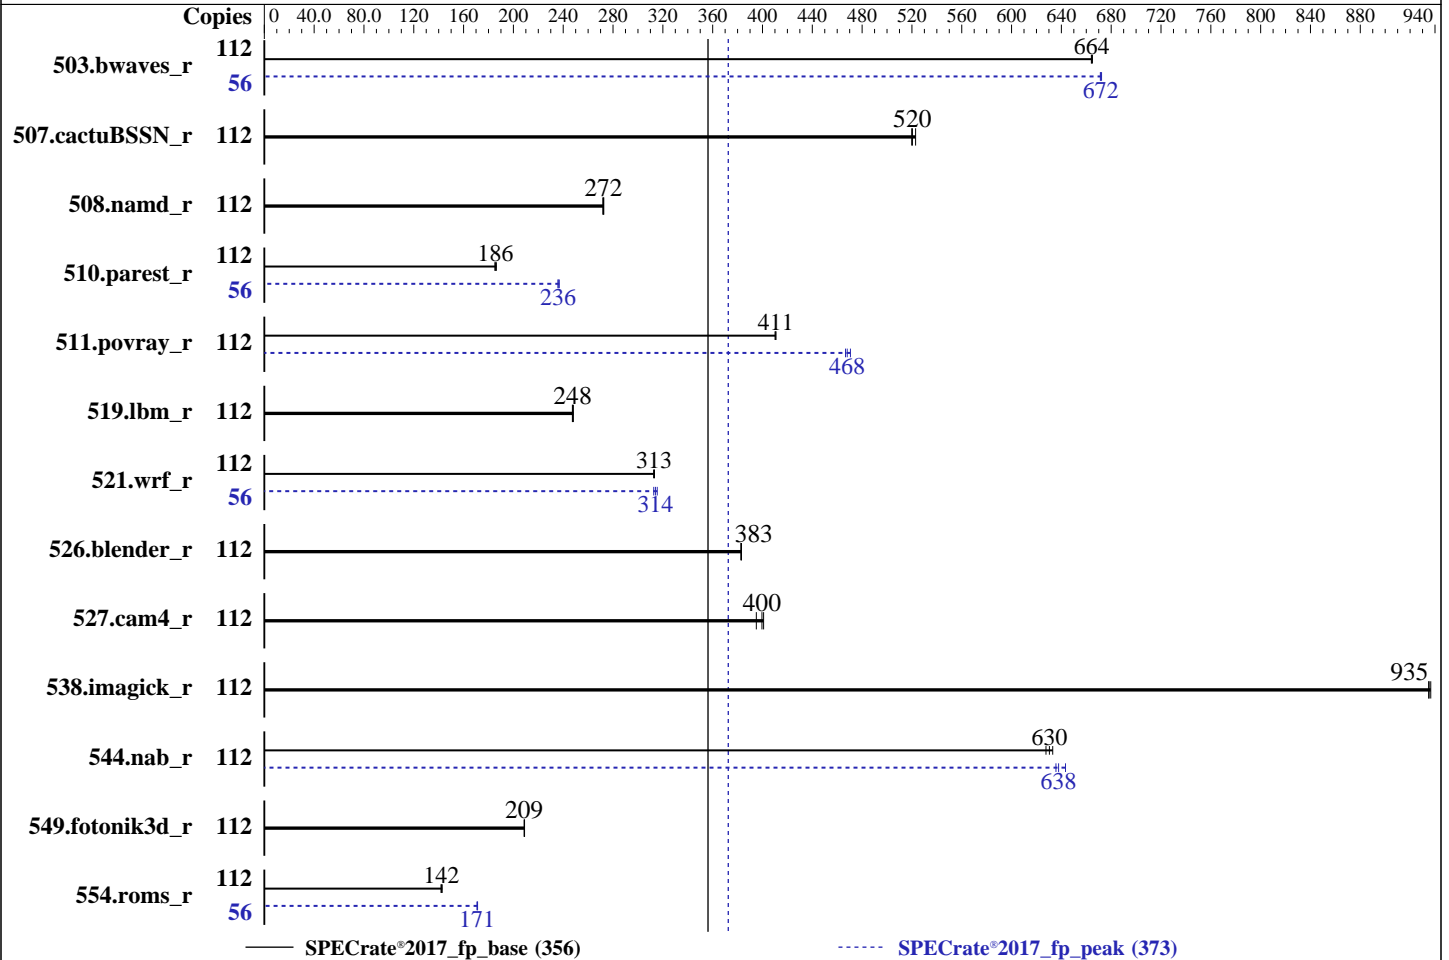 Copies 0 40.0 80.0 120 160 200 240 280 320 360 400 440 480 520 560 600 640 680 720 760 800 840 880 940
503.bwaves_r 112 664
56 672
507.cactuBSSN_r 112 520
508.namd_r 112 272
510.parest_r 112 186
56 236
511.povray_r 112 411
468
519.lbm_r 112 248
521.wrf_r 112 313
56 314
526.blender_r 112 383
527.cam4_r 112 400
538.imagick_r 112 935
544.nab_r 112 630
638
549.fotonik3d_r 112 209
554.roms_r 112 142
56 171
SPECrate®2017_fp_base (356) SPECrate®2017_fp_peak (373)